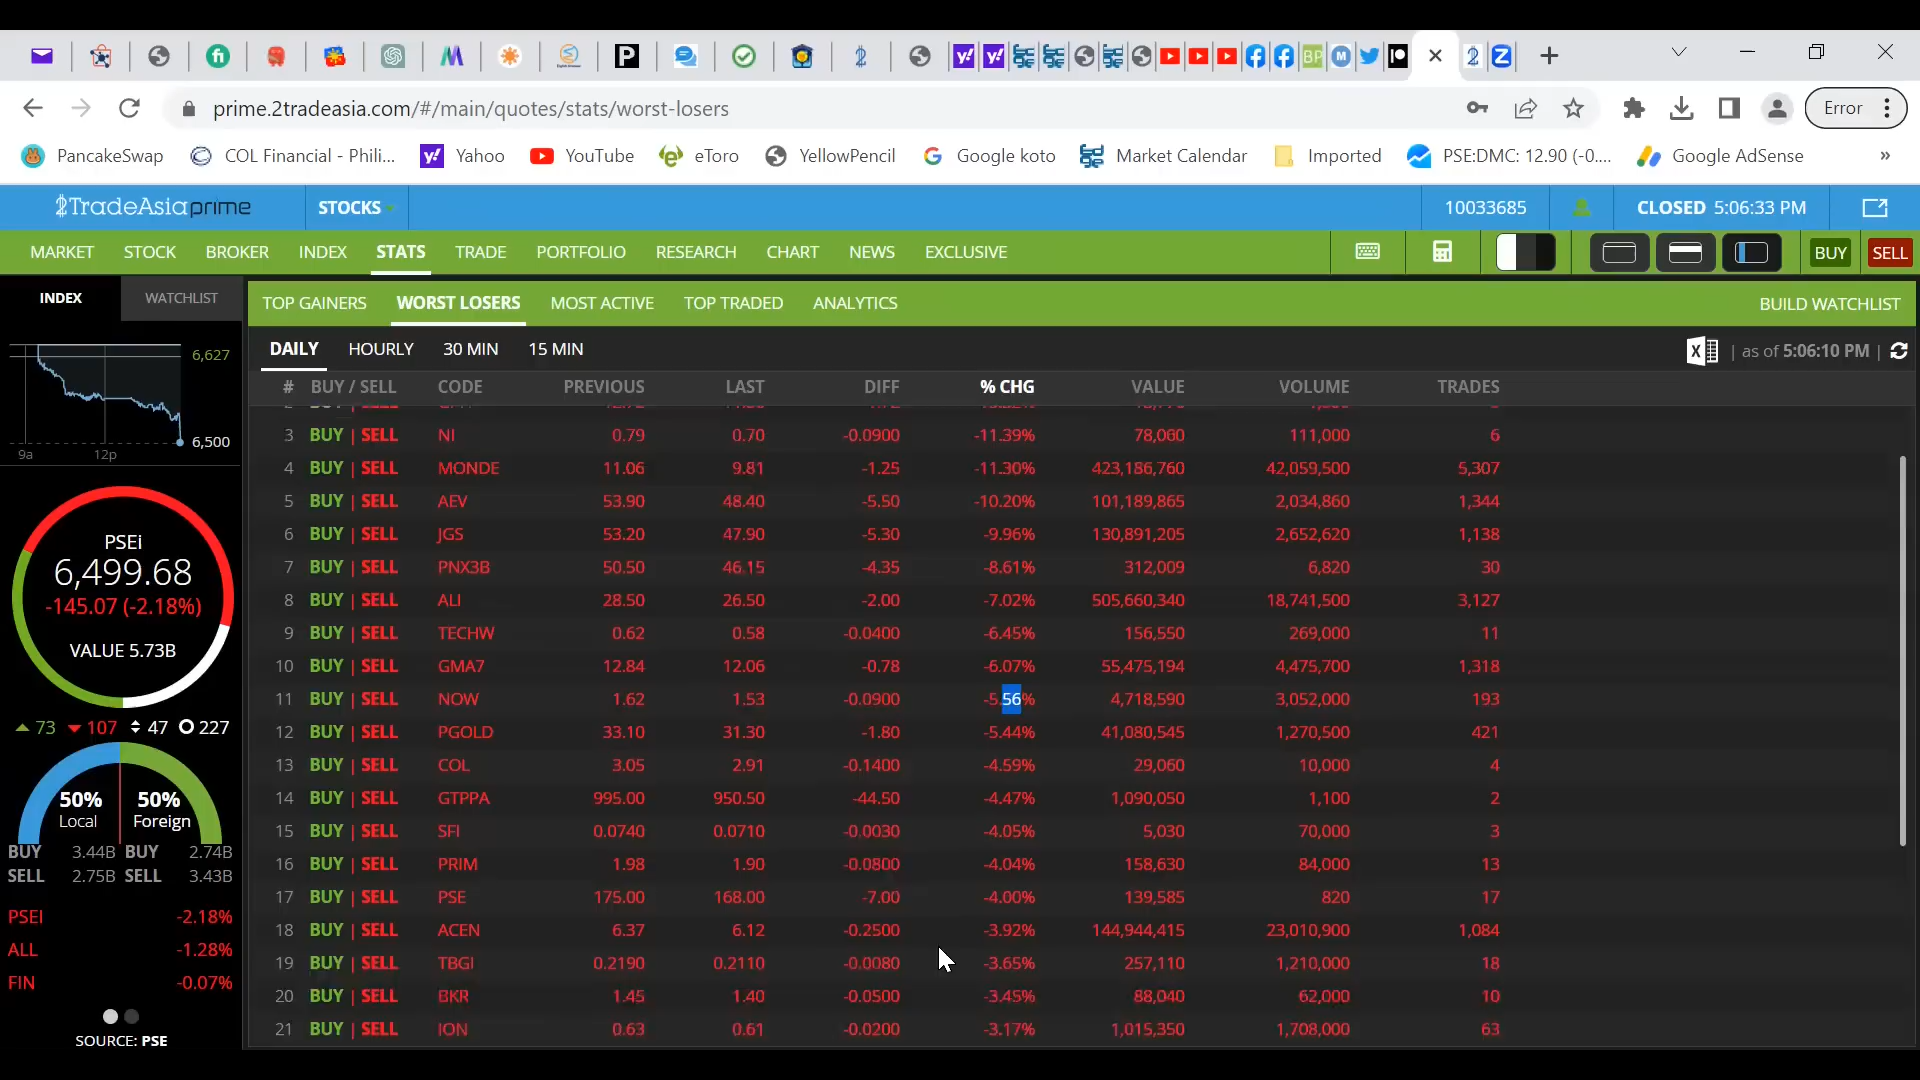 prime.2tradeasia.com/#/main/quotes/stats/worst-losers
Error
PancakeSwap
COL Financial - Phili...
Yahoo
YouTube
eToro
YellowPencil
Google koto
Market Calendar
Imported
PSE:DMC: 12.90 (-0....
Google AdSense
»
2TradeAsiaprime
STOCKS
10033685
CLOSED 5:06:33 PM
MARKET STOCK BROKER INDEX STATS TRADE PORTFOLIO RESEARCH CHART NEWS EXCLUSIVE
BUY SELL
INDEX WATCHLIST
TOP GAINERS WORST LOSERS MOST ACTIVE TOP TRADED ANALYTICS
BUILD WATCHLIST
DAILY HOURLY 30 MIN 15 MIN
| as of 5:06:10 PM |
6,627
6,500
9a 12p
PSEi
6,499.68
-145.07 (-2.18%)
VALUE 5.73B
73 107 47 227
50% Local
50% Foreign
BUY 3.44B BUY 2.74B
SELL 2.75B SELL 3.43B
PSEI -2.18%
ALL -1.28%
FIN -0.07%
SOURCE: PSE
# BUY / SELL CODE PREVIOUS LAST DIFF % CHG VALUE VOLUME TRADES
3 BUY | SELL NI 0.79 0.70 -0.0900 -11.39% 78,060 111,000 6
4 BUY | SELL MONDE 11.06 9.81 -1.25 -11.30% 423,186,760 42,059,500 5,307
5 BUY | SELL AEV 53.90 48.40 -5.50 -10.20% 101,189,865 2,034,860 1,344
6 BUY | SELL JGS 53.20 47.90 -5.30 -9.96% 130,891,205 2,652,620 1,138
7 BUY | SELL PNX3B 50.50 46.15 -4.35 -8.61% 312,009 6,820 30
8 BUY | SELL ALI 28.50 26.50 -2.00 -7.02% 505,660,340 18,741,500 3,127
9 BUY | SELL TECHW 0.62 0.58 -0.0400 -6.45% 156,550 269,000 11
10 BUY | SELL GMA7 12.84 12.06 -0.78 -6.07% 55,475,194 4,475,700 1,318
11 BUY | SELL NOW 1.62 1.53 -0.0900 -5.56% 4,718,590 3,052,000 193
12 BUY | SELL PGOLD 33.10 31.30 -1.80 -5.44% 41,080,545 1,270,500 421
13 BUY | SELL COL 3.05 2.91 -0.1400 -4.59% 29,060 10,000 4
14 BUY | SELL GTPPA 995.00 950.50 -44.50 -4.47% 1,090,050 1,100 2
15 BUY | SELL SFI 0.0740 0.0710 -0.0030 -4.05% 5,030 70,000 3
16 BUY | SELL PRIM 1.98 1.90 -0.0800 -4.04% 158,630 84,000 13
17 BUY | SELL PSE 175.00 168.00 -7.00 -4.00% 139,585 820 17
18 BUY | SELL ACEN 6.37 6.12 -0.2500 -3.92% 144,944,415 23,010,900 1,084
19 BUY | SELL TBGI 0.2190 0.2110 -0.0080 -3.65% 257,110 1,210,000 18
20 BUY | SELL BKR 1.45 1.40 -0.0500 -3.45% 88,040 62,000 10
21 BUY | SELL ION 0.63 0.61 -0.0200 -3.17% 1,015,350 1,708,000 63